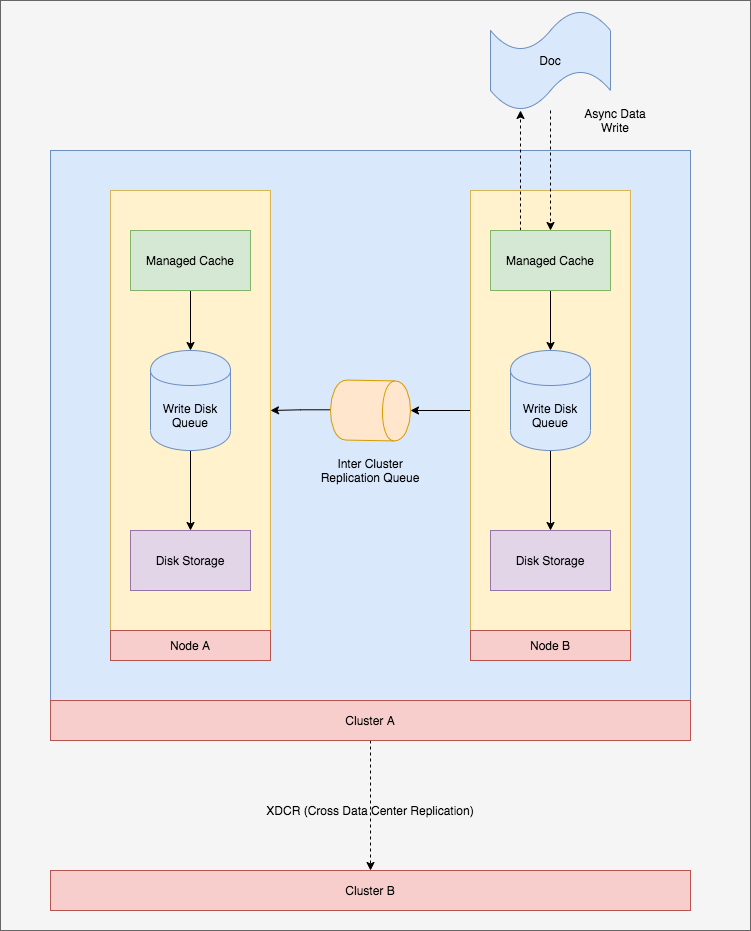 Doc
Async Data
Write
Managed Cache
Managed Cache
Write Disk
Queue
Write Disk
Queue
Inter Cluster
Replication Queue
Disk Storage
Disk Storage
Node A
Node B
Cluster A
XDCR (Cross Data Center Replication)
Cluster B